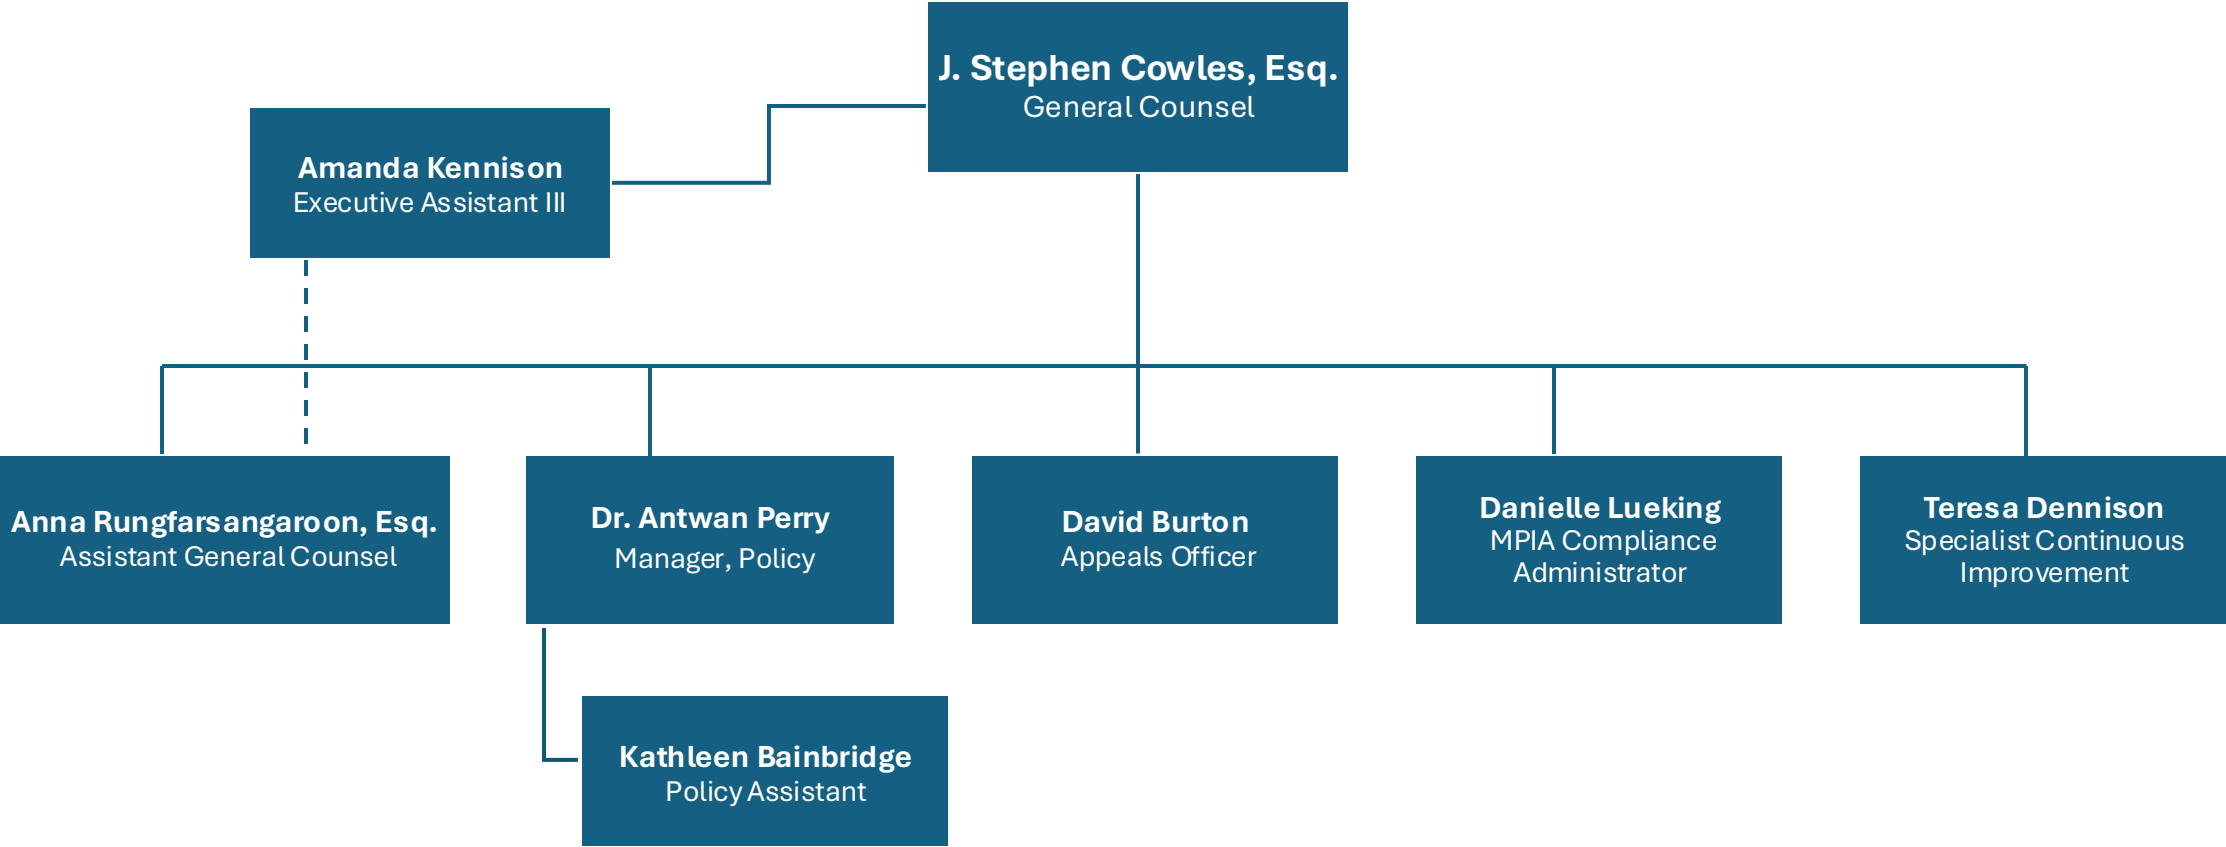 J. Stephen Cowles, Esq.
General Counsel
Amanda Kennison
Executive Assistant III
Anna Rungfarsangaroon, Esq.
Assistant General Counsel
Dr. Antwan Perry
Manager, Policy
David Burton
Appeals Officer
Danielle Lueking
MPIA Compliance
Administrator
Teresa Dennison
Specialist Continuous
Improvement
Kathleen Bainbridge
Policy Assistant